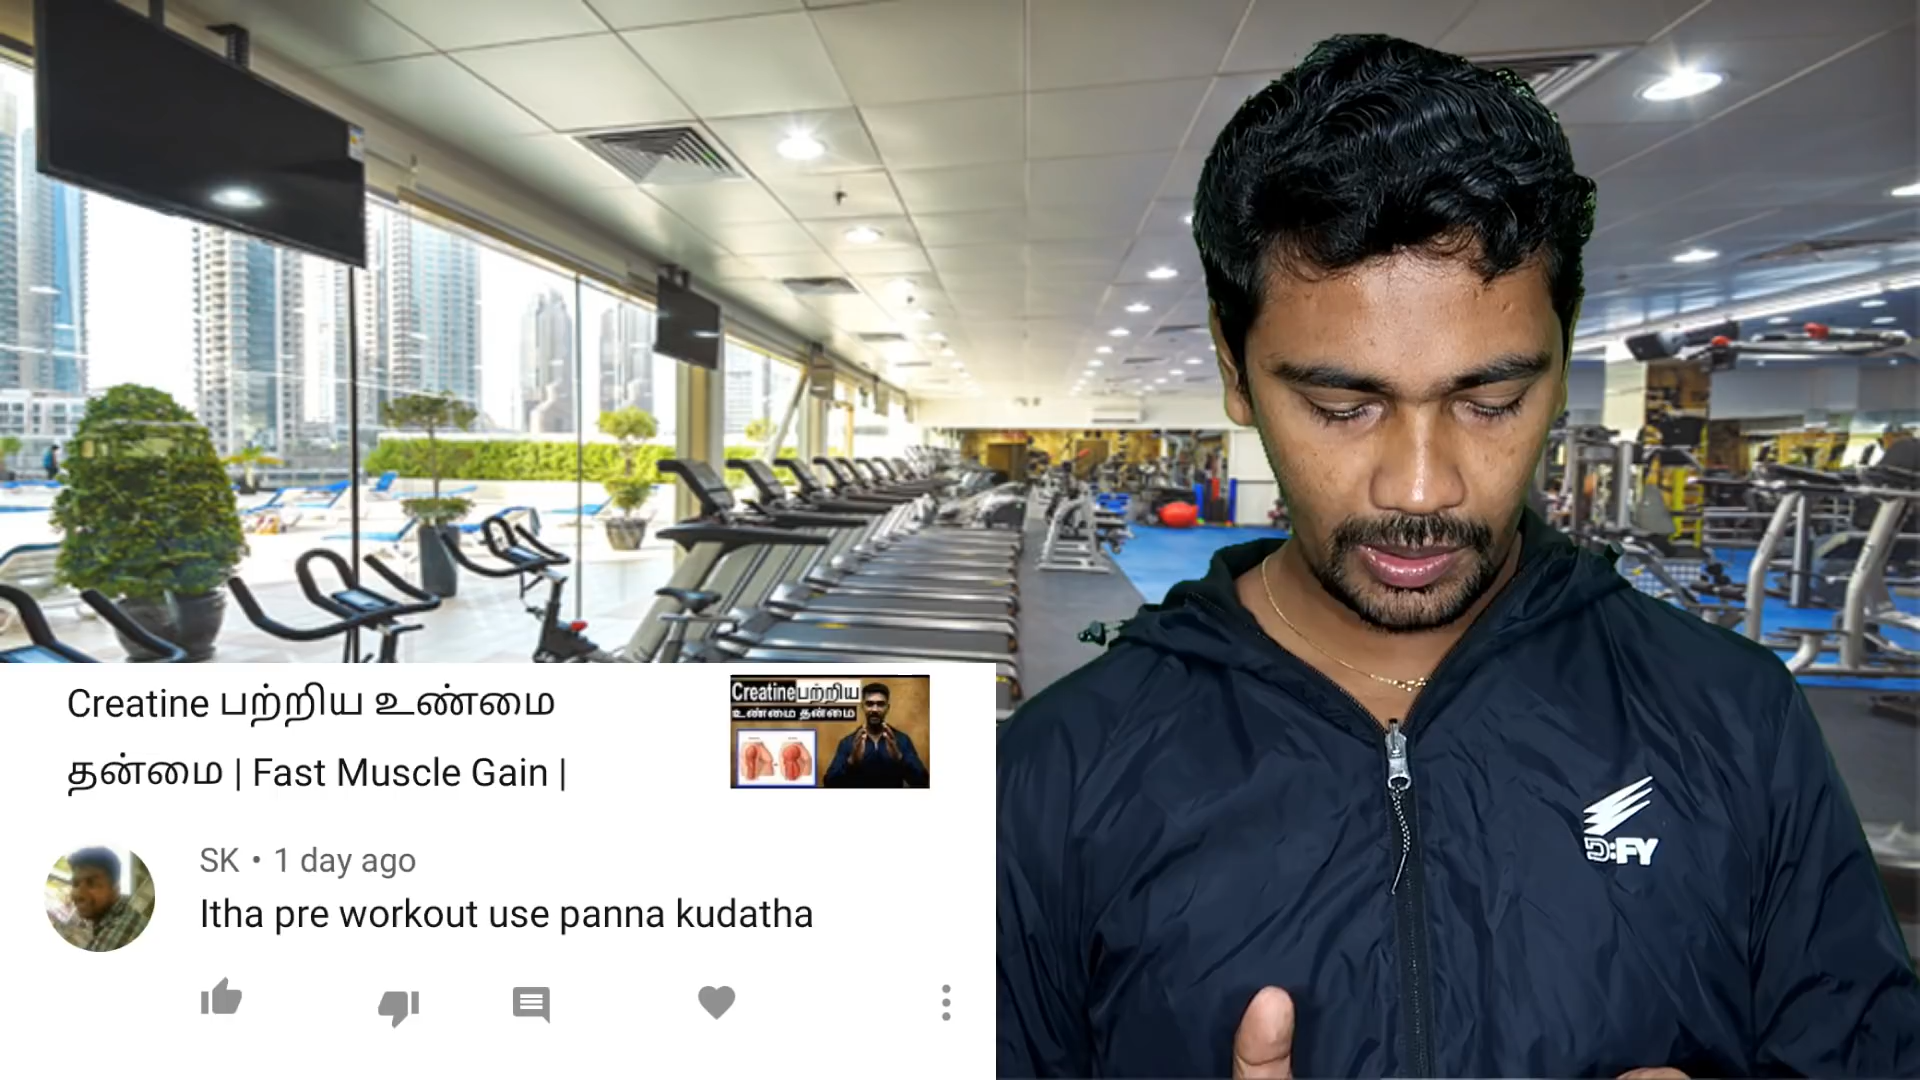 Creatine பற்றிய உண்மை
தன்மை | Fast Muscle Gain |
Creatine பற்றிய
உண்மை தன்மை
SK • 1 day ago
Itha pre workout use panna kudatha
D:FY